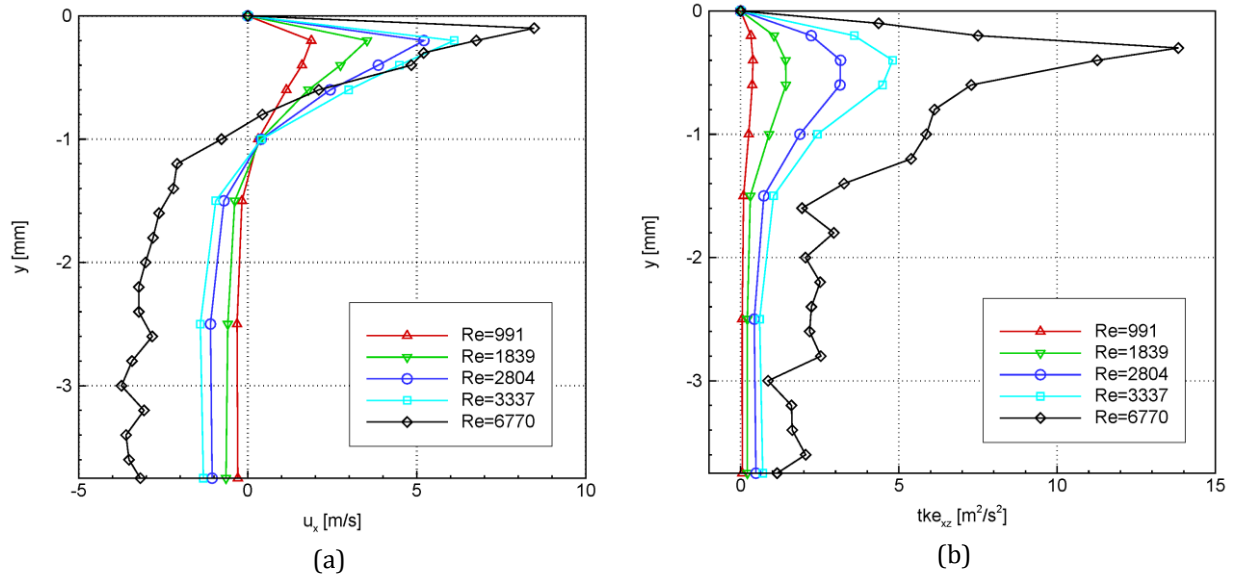 0
-1
-2
-3
y [mm]
-5
0
5
10
u_x [m/s]
Re=991
Re=1839
Re=2804
Re=3337
Re=6770
(a)
0
-1
-2
-3
y [mm]
0
5
10
15
tke_xz [m²/s²]
Re=991
Re=1839
Re=2804
Re=3337
Re=6770
(b)